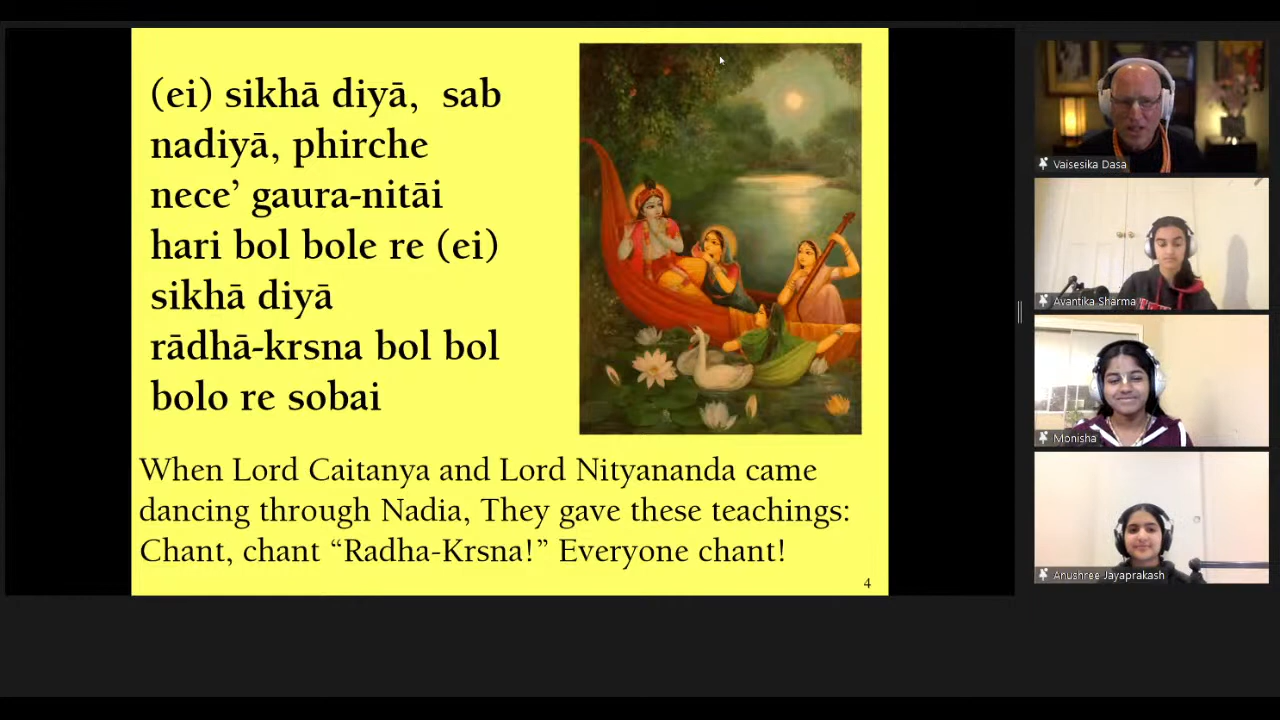 (ei) sikhā diyā, sab
nadiyā, phirche
nece’ gaura-nitāi
hari bol bole re (ei)
sikhā diyā
rādhā-krsna bol bol
bolo re sobai
When Lord Caitanya and Lord Nityananda came
dancing through Nadia, They gave these teachings:
Chant, chant “Radha-Krsna!” Everyone chant!
4
Vaisesika Dasa
Avantika Sharma
Monisha
Anushree Jayaprakash